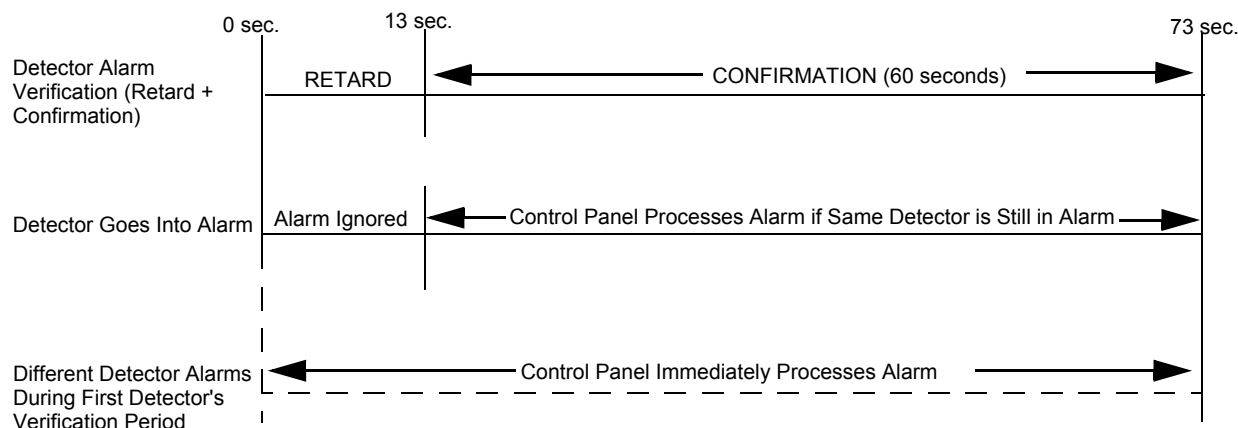 0 sec.
13 sec.
73 sec.
Detector Alarm
Verification (Retard +
Confirmation)
RETARD
CONFIRMATION (60 seconds)
Detector Goes Into Alarm
Alarm Ignored
Control Panel Processes Alarm if Same Detector is Still in Alarm
Different Detector Alarms
During First Detector's
Verification Period
Control Panel Immediately Processes Alarm